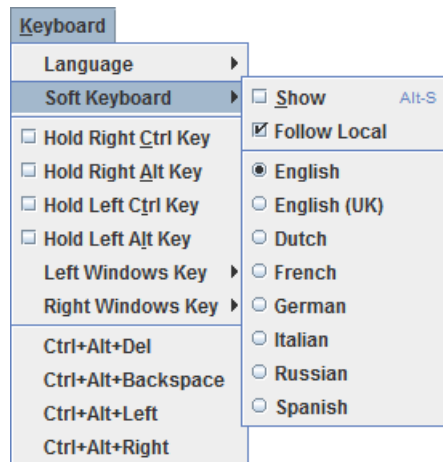 Keyboard
Language
Soft Keyboard
Hold Right Ctrl Key
Hold Right Alt Key
Hold Left Ctrl Key
Hold Left Alt Key
Left Windows Key
Right Windows Key
Ctrl+Alt+Del
Ctrl+Alt+Backspace
Ctrl+Alt+Left
Ctrl+Alt+Right
Show Alt-S
Follow Local
English
English (UK)
Dutch
French
German
Italian
Russian
Spanish